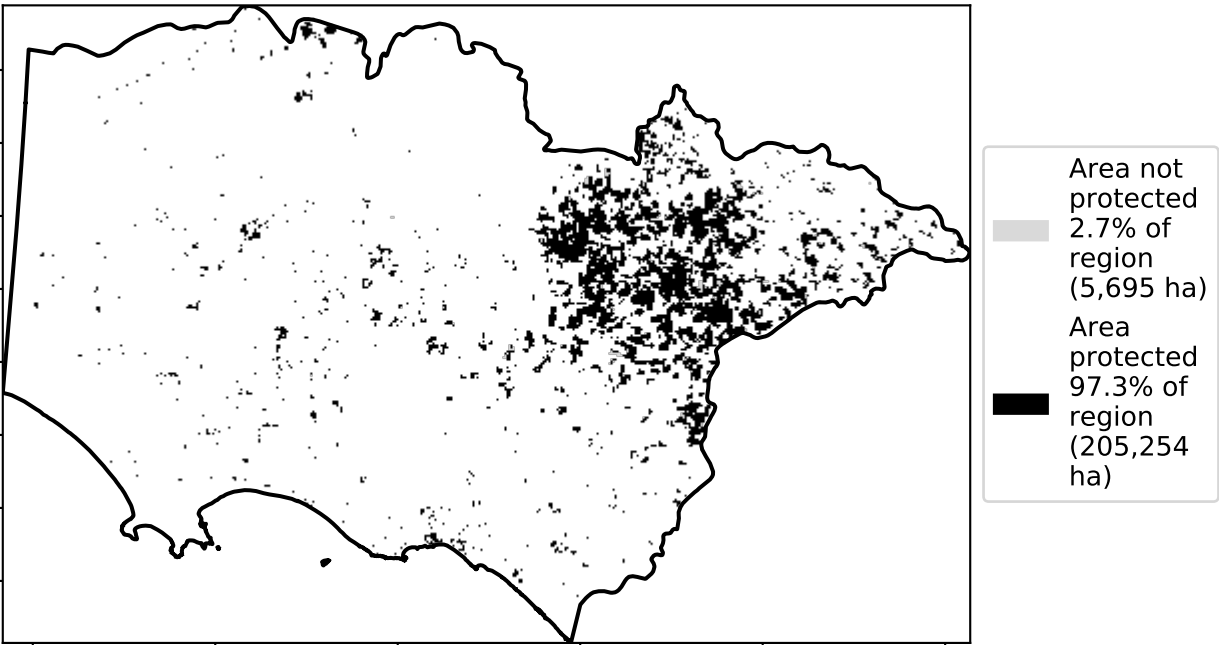 Area not
protected
2.7% of
region
(5,695 ha)
Area
protected
97.3% of
region
(205,254
ha)